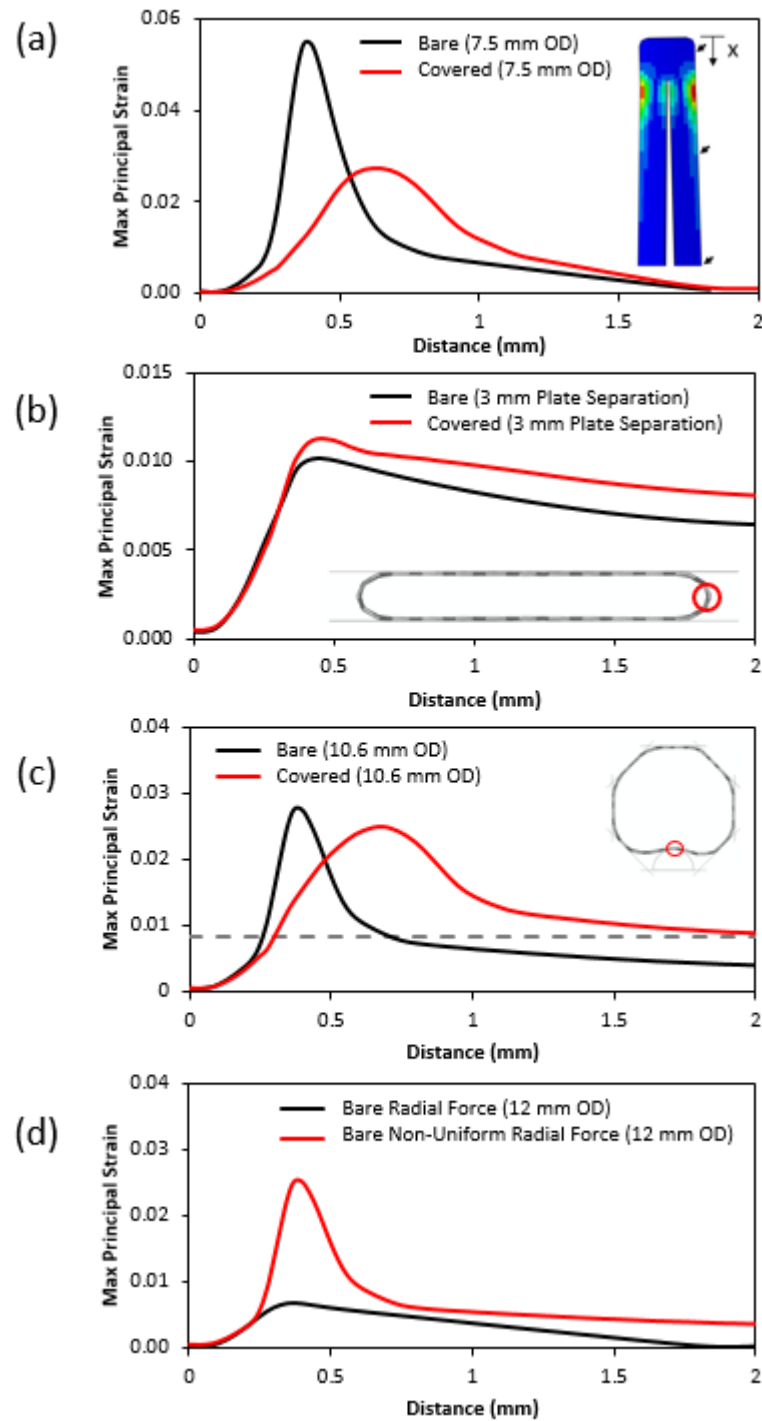 (a)
Max Principal Strain
0.06
0.04
0.02
0.00
Bare (7.5 mm OD)
Covered (7.5 mm OD)
X
0
0.5
1
1.5
2
Distance (mm)
(b)
Max Principal Strain
0.015
0.010
0.005
0.000
Bare (3 mm Plate Separation)
Covered (3 mm Plate Separation)
0
0.5
1
1.5
2
Distance (mm)
(c)
Max Principal Strain
0.04
0.03
0.02
0.01
0
Bare (10.6 mm OD)
Covered (10.6 mm OD)
0
0.5
1
1.5
2
Distance (mm)
(d)
Max Principal Strain
0.04
0.03
0.02
0.01
0.00
Bare Radial Force (12 mm OD)
Bare Non-Uniform Radial Force (12 mm OD)
0
0.5
1
1.5
2
Distance (mm)